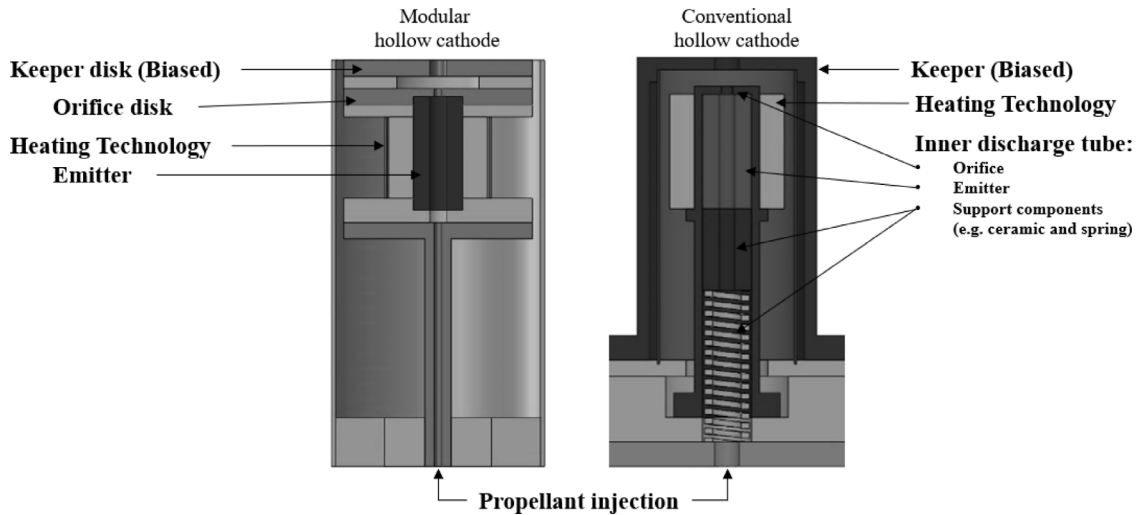 Modular
hollow cathode
Keeper disk (Biased)
Orifice disk
Heating Technology
Emitter
Conventional
hollow cathode
Keeper (Biased)
Heating Technology
Inner discharge tube:
• Orifice
• Emitter
• Support components
(e.g. ceramic and spring)
Propellant injection